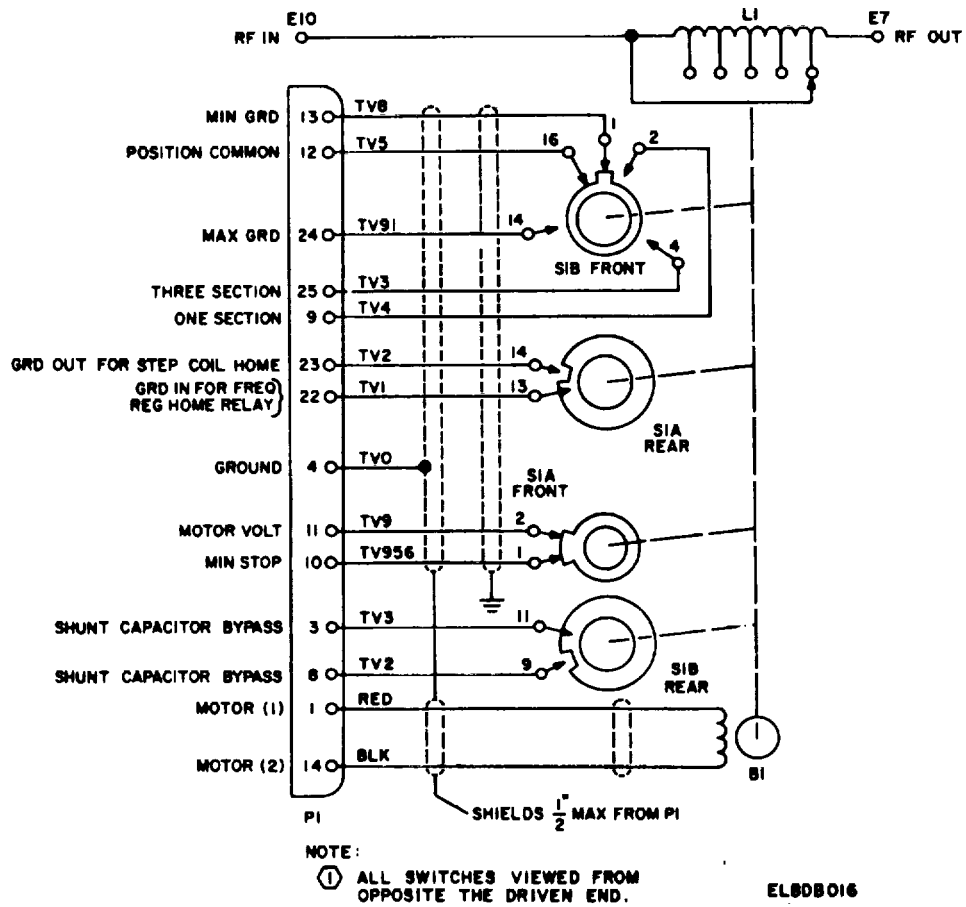 E10
L1
E7
RF IN
RF OUT
MIN GRD 13 TV8
1
2
POSITION COMMON 12 TV5
16
MAX GRD 24 TV91
14
4
S1B FRONT
THREE SECTION 25 TV3
ONE SECTION 9 TV4
GRD OUT FOR STEP COIL HOME 23 TV2
14
GRD IN FOR FREQ
REG HOME RELAY
22 TV1
13
S1A
REAR
GROUND 4 TV0
S1A
FRONT
MOTOR VOLT 11 TV9
2
MIN STOP 10 TV956
1
SHUNT CAPACITOR BYPASS 3 TV3
11
SHUNT CAPACITOR BYPASS 8 TV2
9
S1B
REAR
MOTOR (1) 1 RED
MOTOR (2) 14 BLK
B1
P1
SHIELDS 1/2" MAX FROM P1
NOTE:
1 ALL SWITCHES VIEWED FROM
OPPOSITE THE DRIVEN END.
EL8DB016